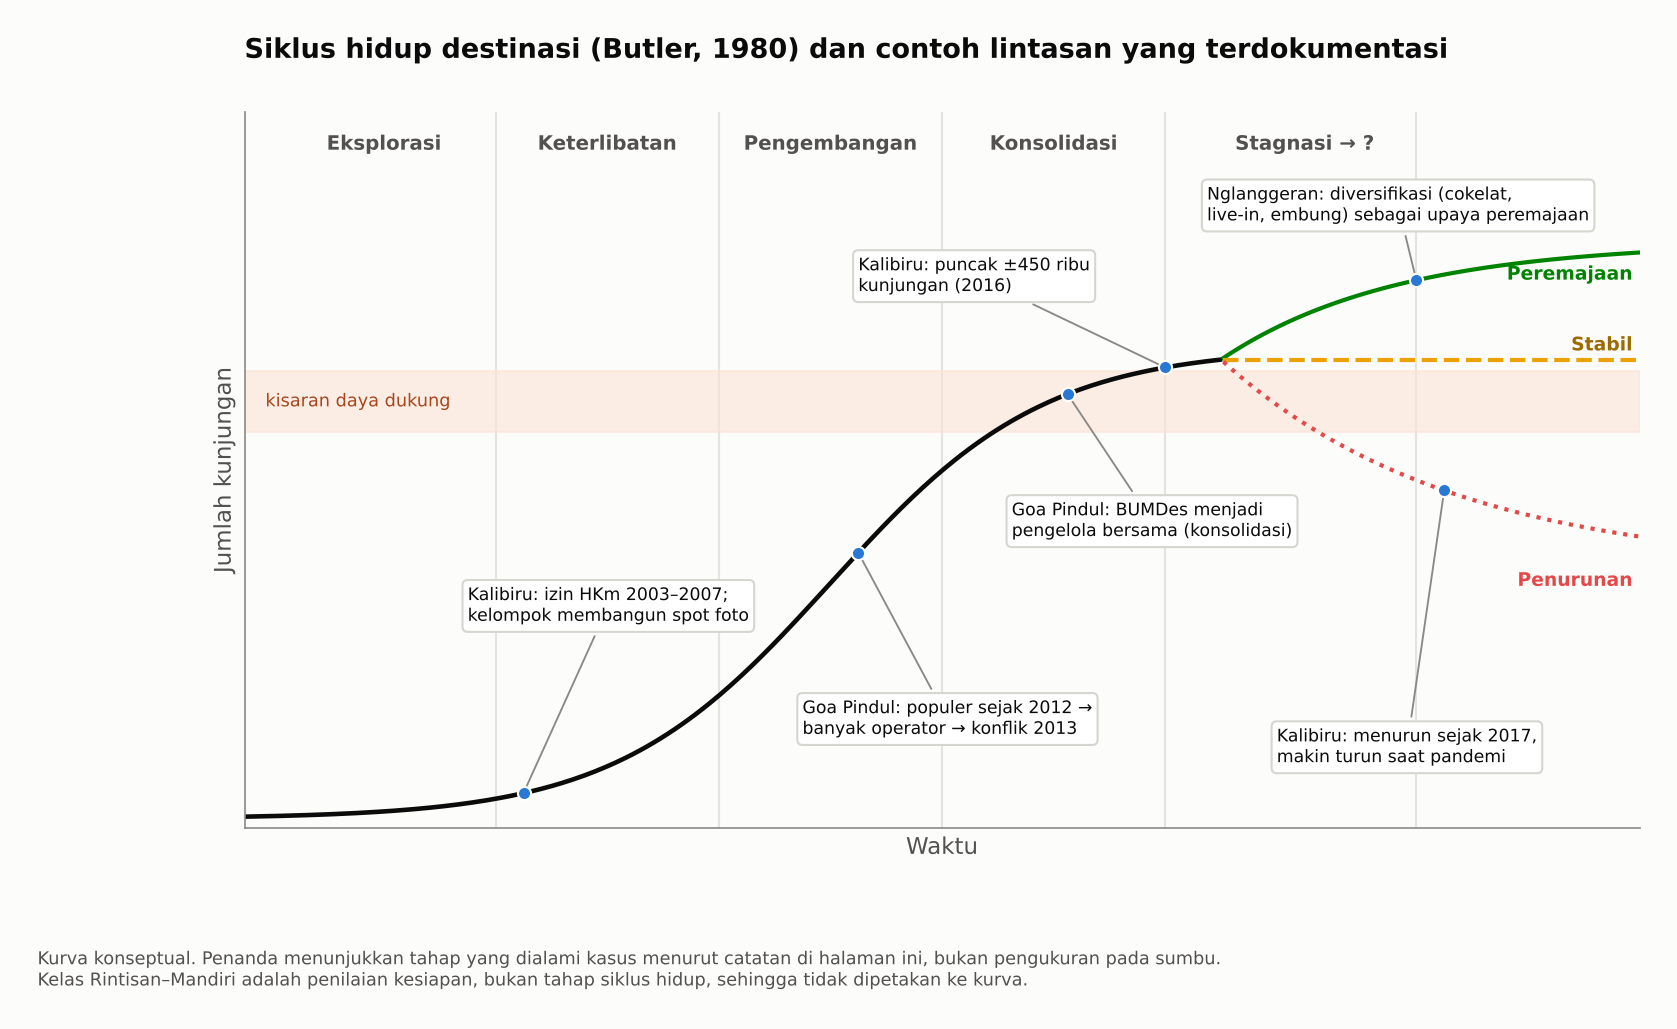 Siklus hidup destinasi (Butler, 1980) dan contoh lintasan yang terdokumentasi
Eksplorasi
Keterlibatan
Pengembangan
Konsolidasi
Stagnasi → ?
Nglanggeran: diversifikasi (cokelat,
live-in, embung) sebagai upaya peremajaan
Kalibiru: puncak ±450 ribu
kunjungan (2016)
Peremajaan
Stabil
kisaran daya dukung
Jumlah kunjungan
Goa Pindul: BUMDes menjadi
pengelola bersama (konsolidasi)
Penurunan
Kalibiru: izin HKm 2003–2007;
kelompok membangun spot foto
Goa Pindul: populer sejak 2012 →
banyak operator → konflik 2013
Kalibiru: menurun sejak 2017,
makin turun saat pandemi
Waktu
Kurva konseptual. Penanda menunjukkan tahap yang dialami kasus menurut catatan di halaman ini, bukan pengukuran pada sumbu.
Kelas Rintisan–Mandiri adalah penilaian kesiapan, bukan tahap siklus hidup, sehingga tidak dipetakan ke kurva.